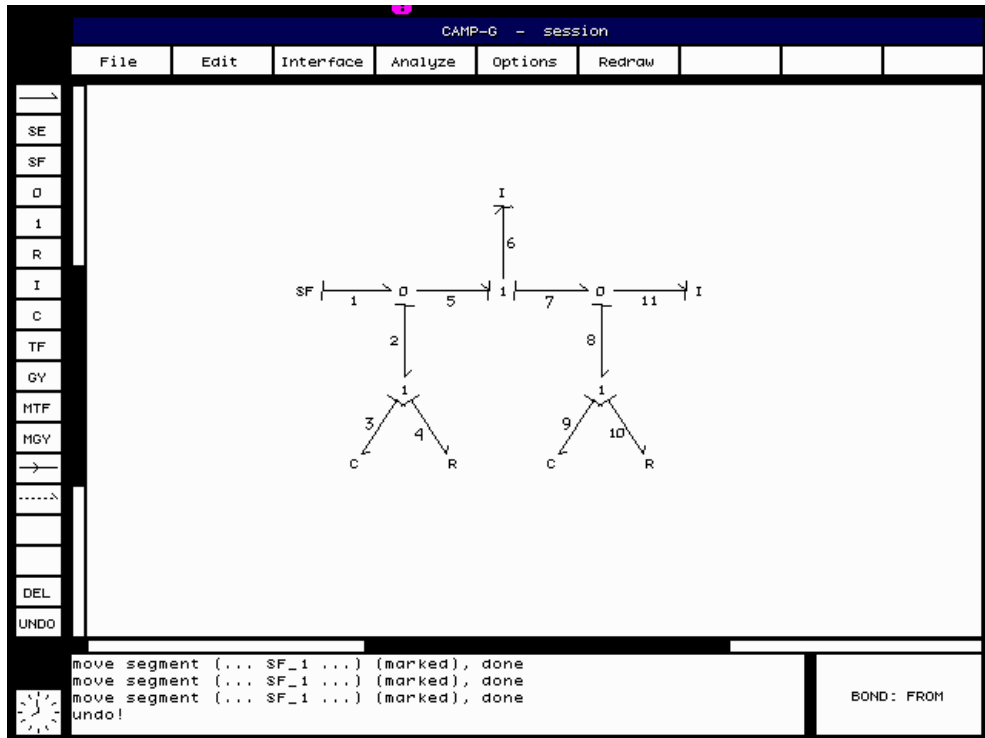 CAMP-G - session
File Edit Interface Analyze Options Redraw
SE
SF
0
1
R
I
C
TF
GY
MTF
MGY
DEL
UNDO
I
6
SF 1 0 5 1 7 0 11 I
2 8
1 1
3 4 9 10
C R C R
move segment (... SF_1 ...) (marked), done
move segment (... SF_1 ...) (marked), done
move segment (... SF_1 ...) (marked), done
undo!
BOND: FROM